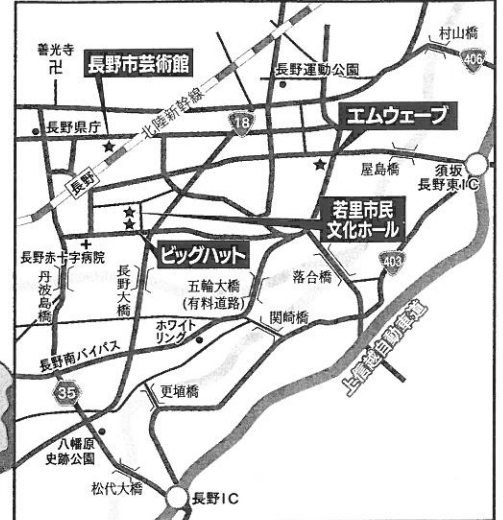 村山橋
406
善光寺
卍
長野市芸術館
長野運動公園
北陸新幹線
18
エムウェーブ
長野県庁
屋島橋
須坂
長野東IC
長野
若里市民
文化ホール
ビッグハット
403
長野赤十字病院
丹波島橋
長野大橋
五輪大橋
(有料道路)
落合橋
関崎橋
ホワイト
リング
上信越自動車道
長野南バイパス
35
更埴橋
八幡原
史跡公園
松代大橋
長野IC